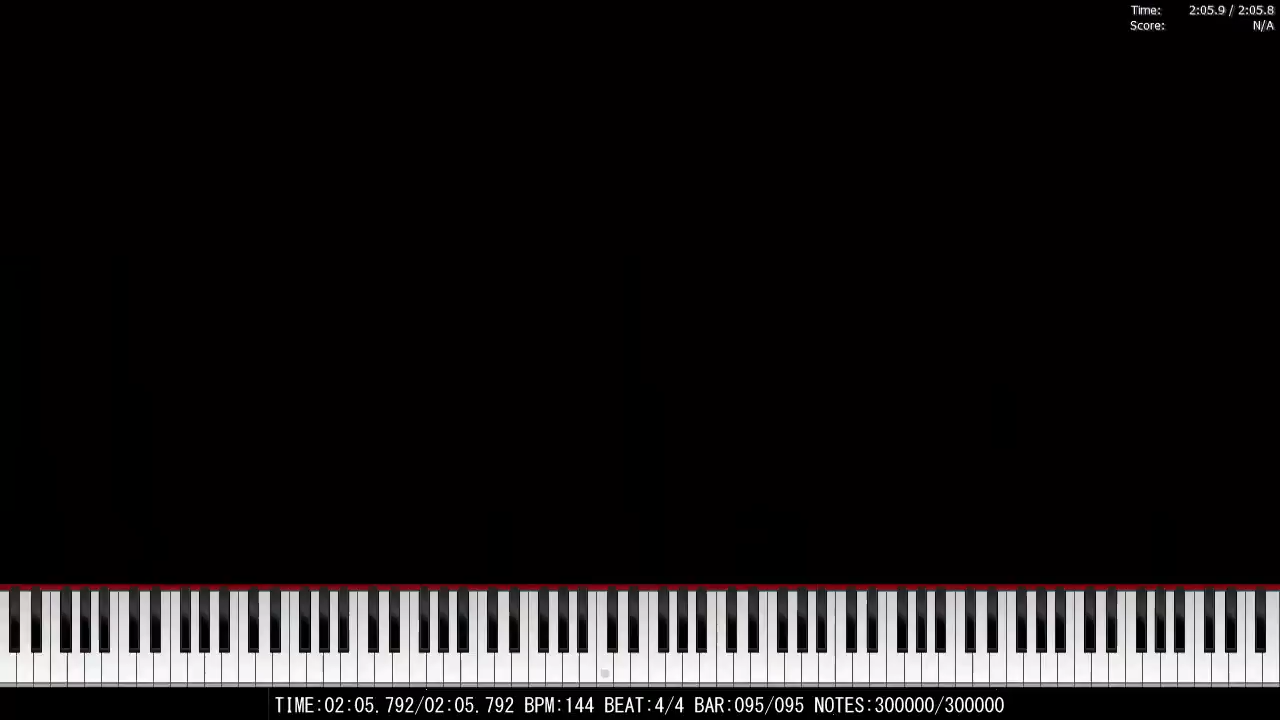 Time: 2:05.9 / 2:05.8
Score: N/A
TIME:02:05.792/02:05.792 BPM:144 BEAT:4/4 BAR:095/095 NOTES:300000/300000